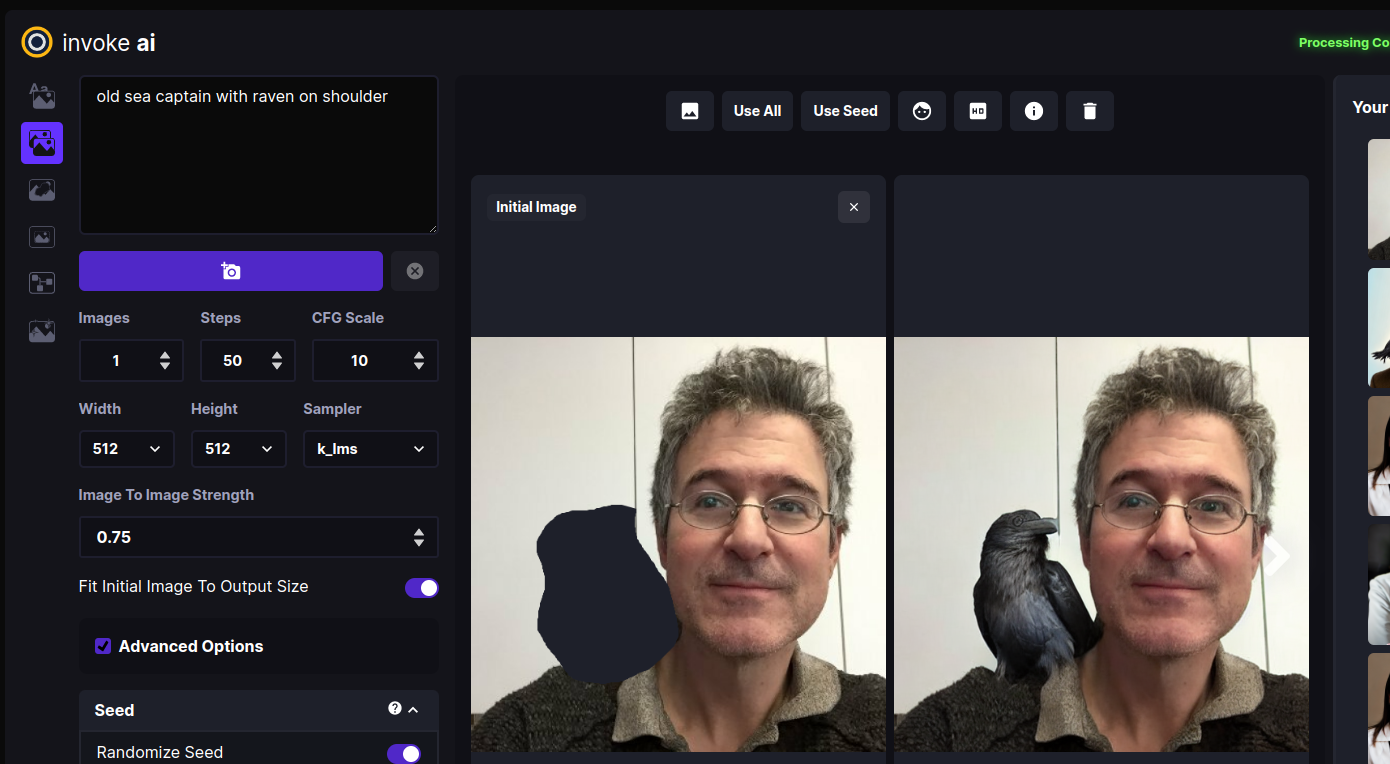 invoke ai
Processing Co
old sea captain with raven on shoulder
Use All
Use Seed
HD
Your
Initial Image
Images
Steps
CFG Scale
1
50
10
Width
Height
Sampler
512
512
k_lms
Image To Image Strength
0.75
Fit Initial Image To Output Size
Advanced Options
Seed
Randomize Seed